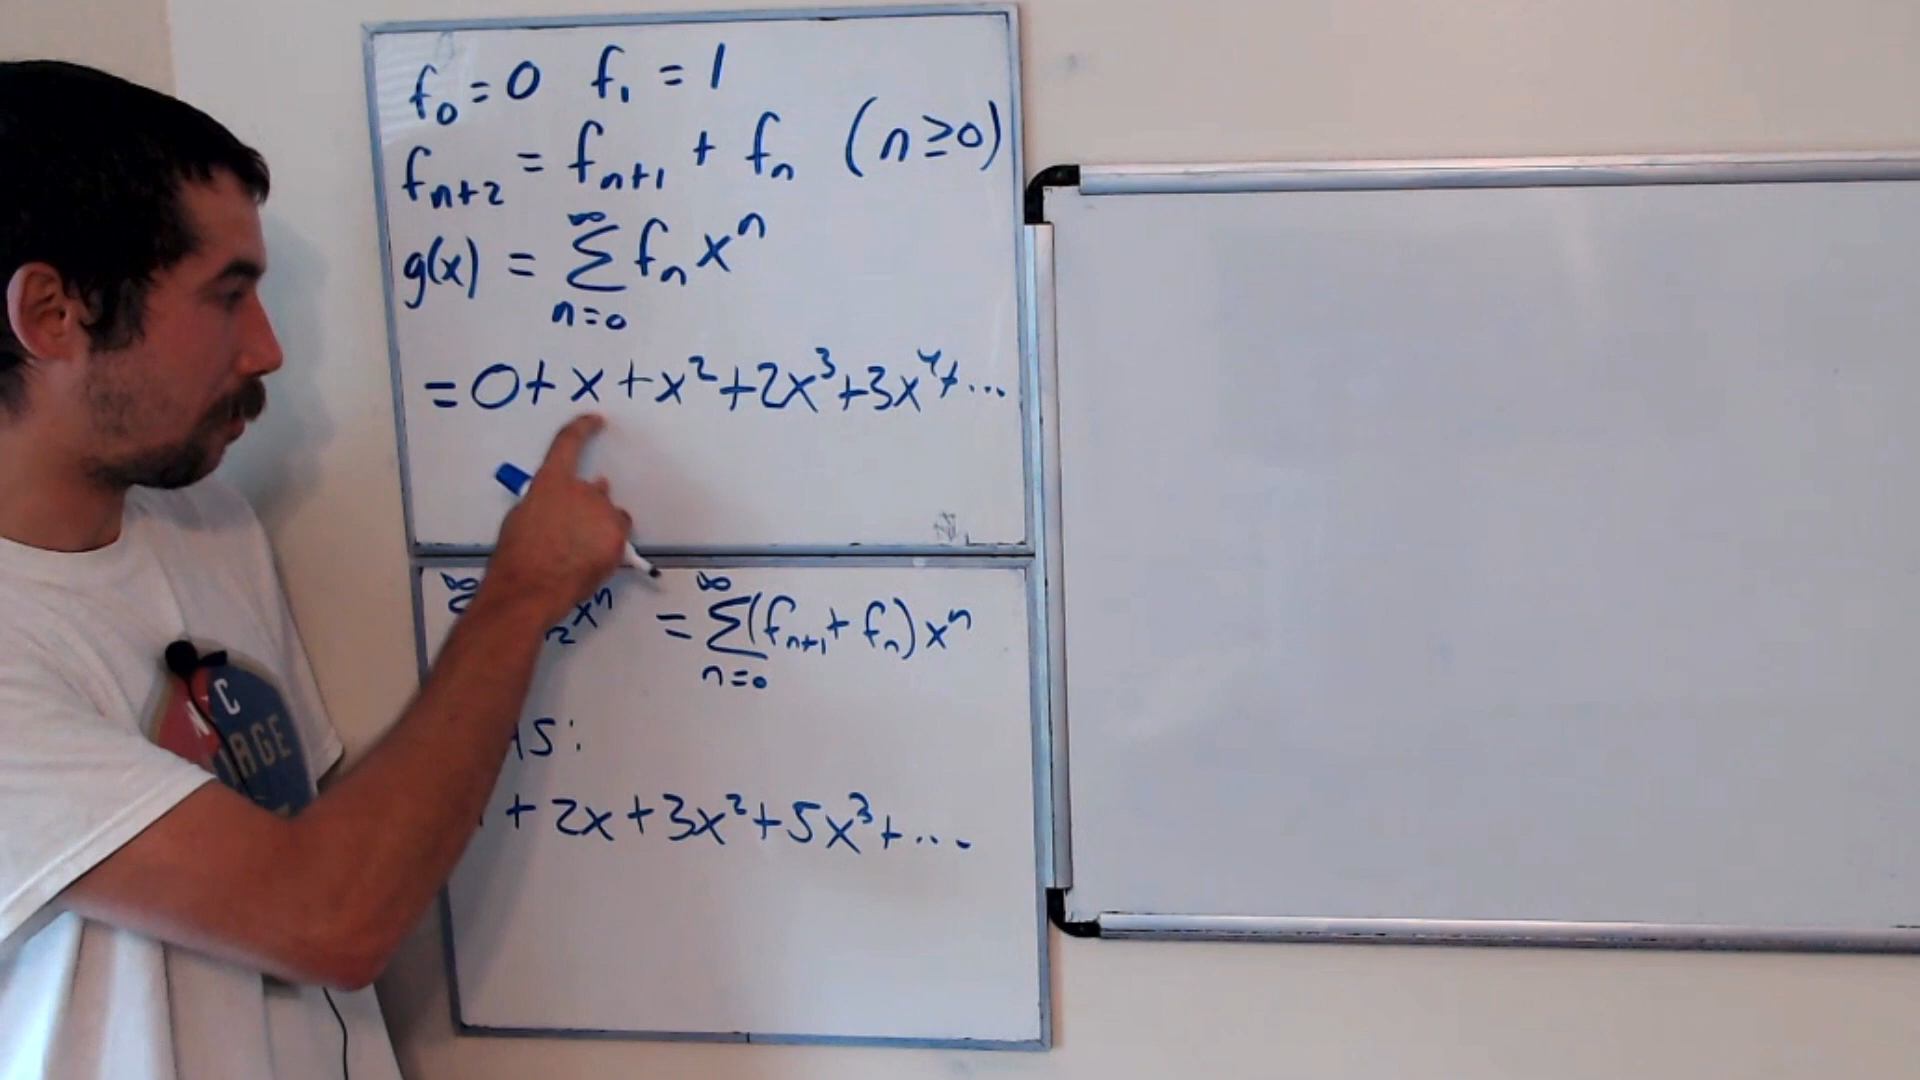 f₀ = 0 f₁ = 1
fₙ₊₂ = fₙ₊₁ + fₙ (n ≥ 0)
g(x) = ∞ Σ n=0 fₙ xⁿ
= 0 + x + x² + 2x³ + 3x⁴ + ...
∞ Σ ₂xⁿ = ∞ Σ n=0 (fₙ₊₁ + fₙ) xⁿ
S:
+ 2x + 3x² + 5x³ + ...